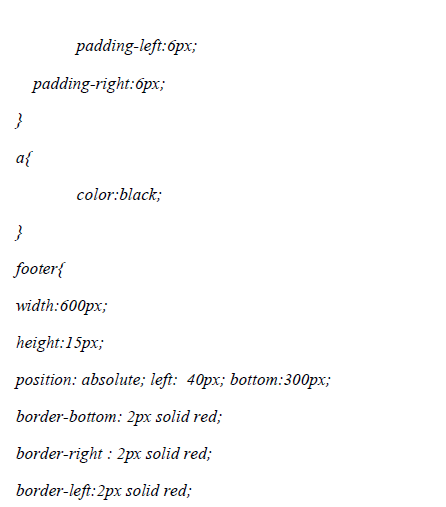 padding-left:6px;
padding-right:6px;
}
a{
color:black;
}
footer{
width:600px;
height:15px;
position: absolute; left:  40px; bottom:300px;
border-bottom: 2px solid red;
border-right : 2px solid red;
border-left:2px solid red;